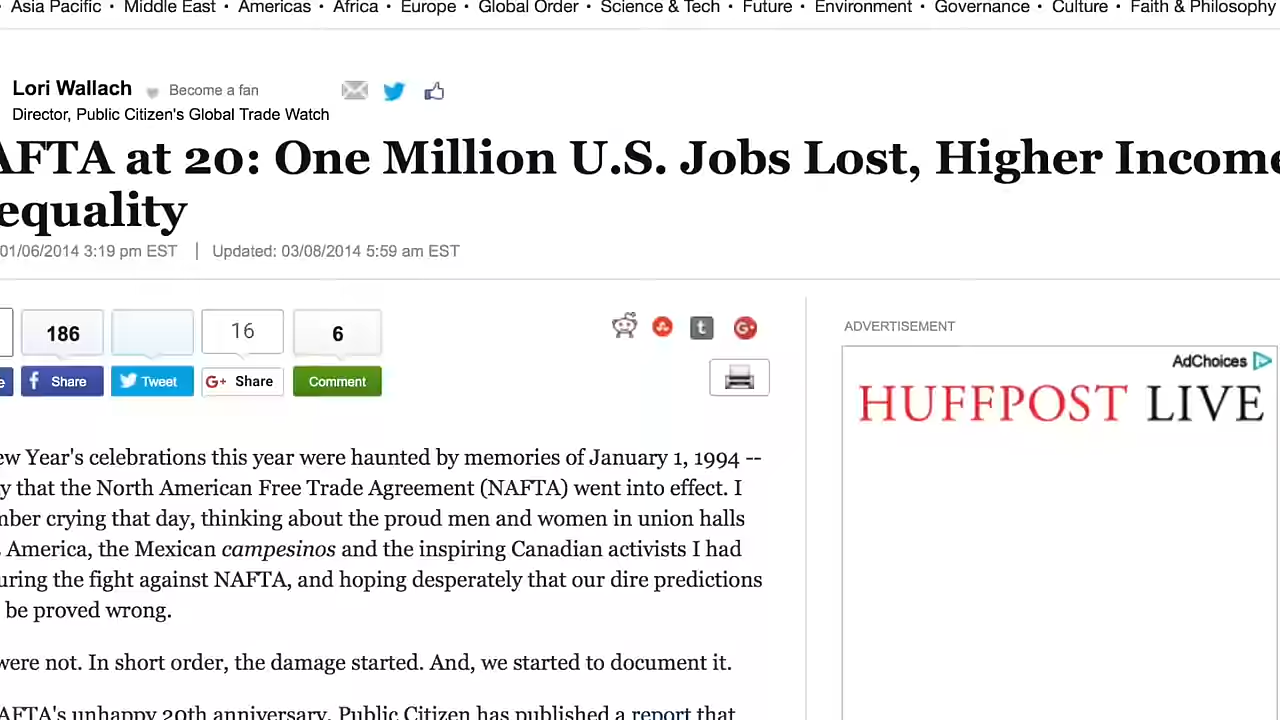 · Asia Pacific · Middle East · Americas · Africa · Europe · Global Order · Science & Tech · Future · Environment · Governance · Culture · Faith & Philosophy
Lori Wallach Become a fan
Director, Public Citizen's Global Trade Watch
AFTA at 20: One Million U.S. Jobs Lost, Higher Income
equality
01/06/2014 3:19 pm EST | Updated: 03/08/2014 5:59 am EST
186
16
6
e
f Share
Tweet
G+ Share
Comment
t
G+
ADVERTISEMENT
AdChoices
HUFFPOST LIVE
ew Year's celebrations this year were haunted by memories of January 1, 1994 --
y that the North American Free Trade Agreement (NAFTA) went into effect. I
mber crying that day, thinking about the proud men and women in union halls
America, the Mexican campesinos and the inspiring Canadian activists I had
uring the fight against NAFTA, and hoping desperately that our dire predictions
be proved wrong.
were not. In short order, the damage started. And, we started to document it.
AFTA's unhappy 20th anniversary, Public Citizen has published a report that